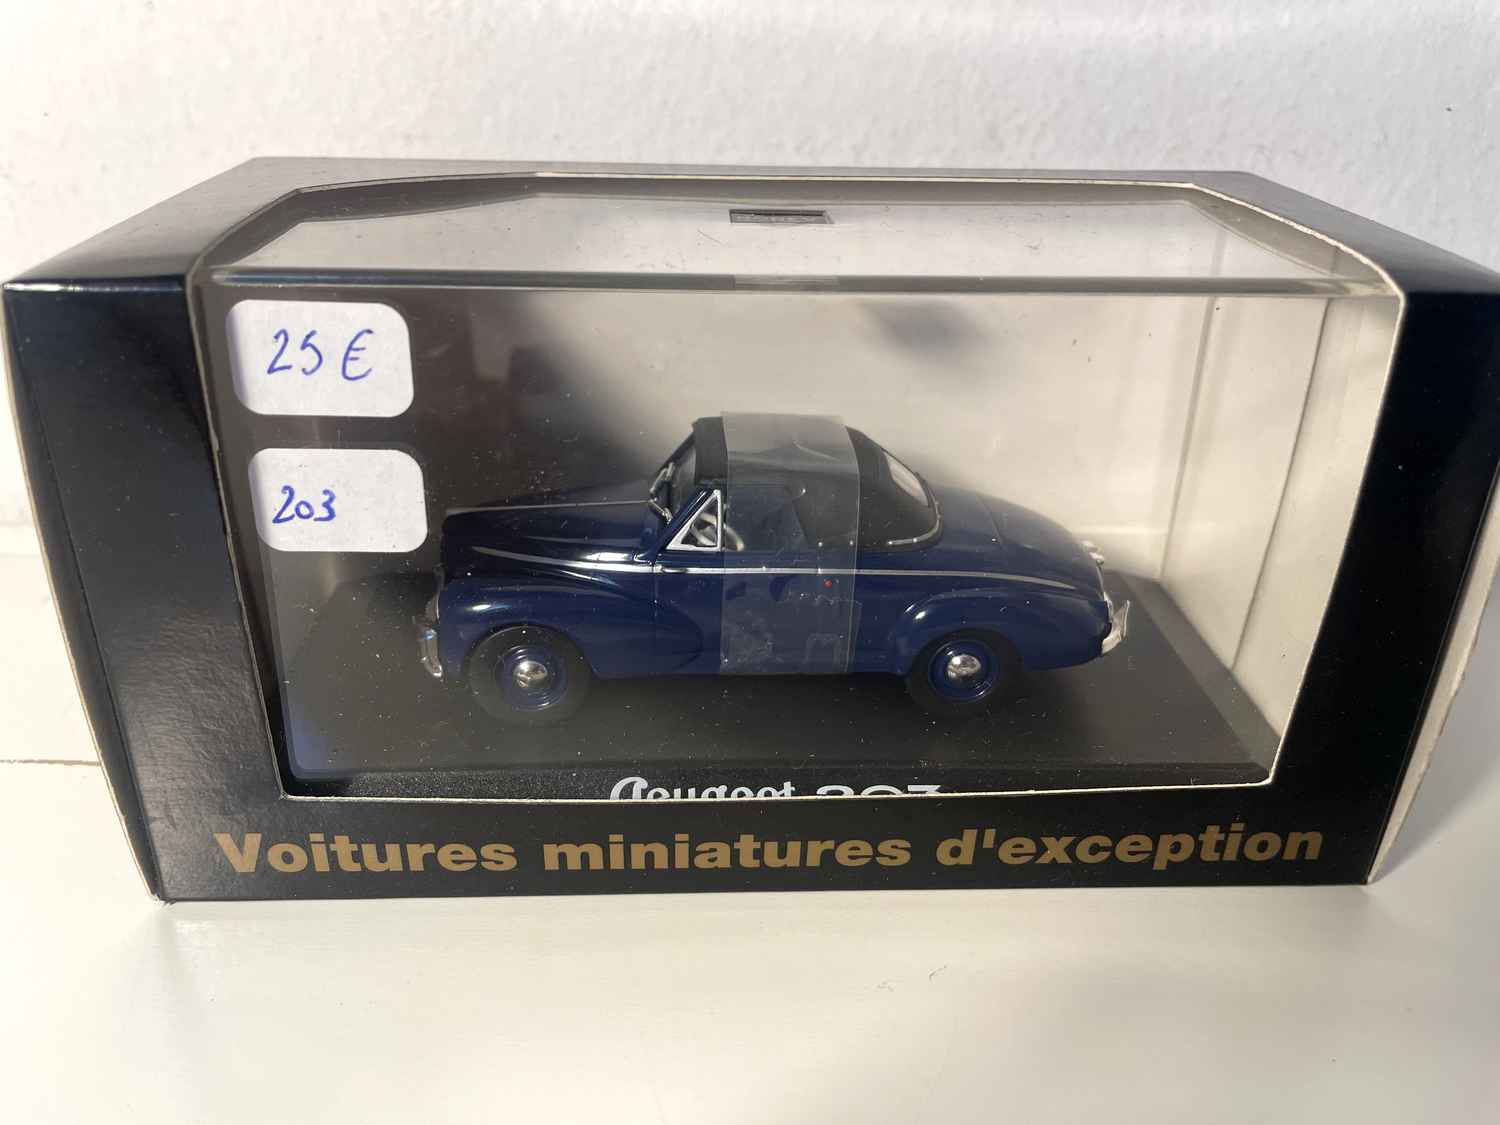 25 €
203
Peugeot 203
Voitures miniatures d'exception